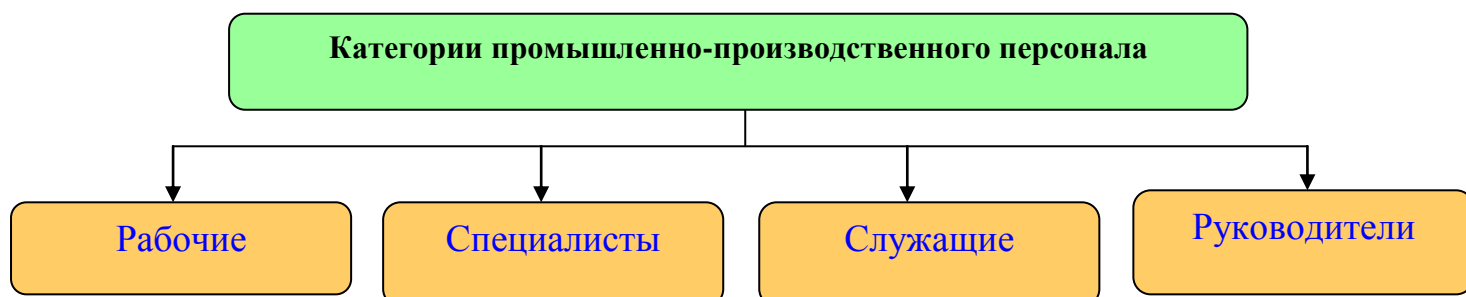 Категории промышленно-производственного персонала
Рабочие
Специалисты
Служащие
Руководители